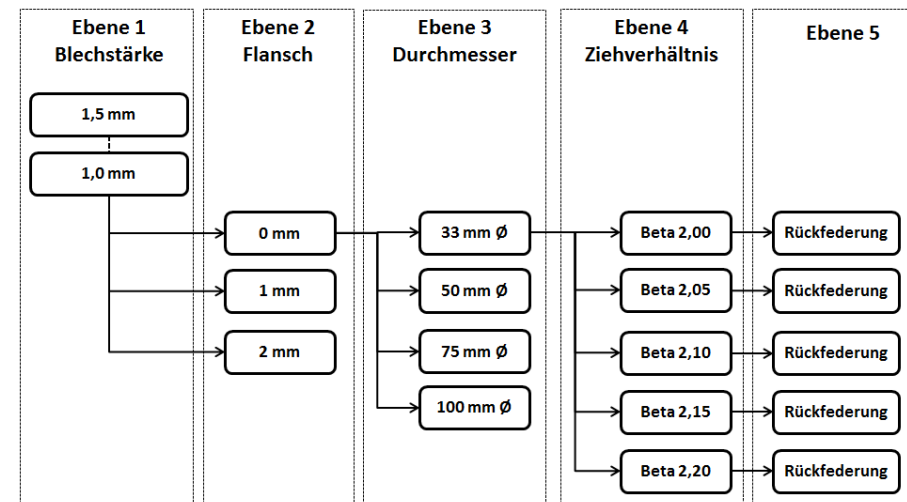 Ebene 1
Blechstärke
Ebene 2
Flansch
Ebene 3
Durchmesser
Ebene 4
Ziehverhältnis
Ebene 5
1,5 mm
1,0 mm
0 mm
33 mm Ø
Beta 2,00
Rückfederung
1 mm
50 mm Ø
Beta 2,05
Rückfederung
2 mm
75 mm Ø
Beta 2,10
Rückfederung
100 mm Ø
Beta 2,15
Rückfederung
Beta 2,20
Rückfederung